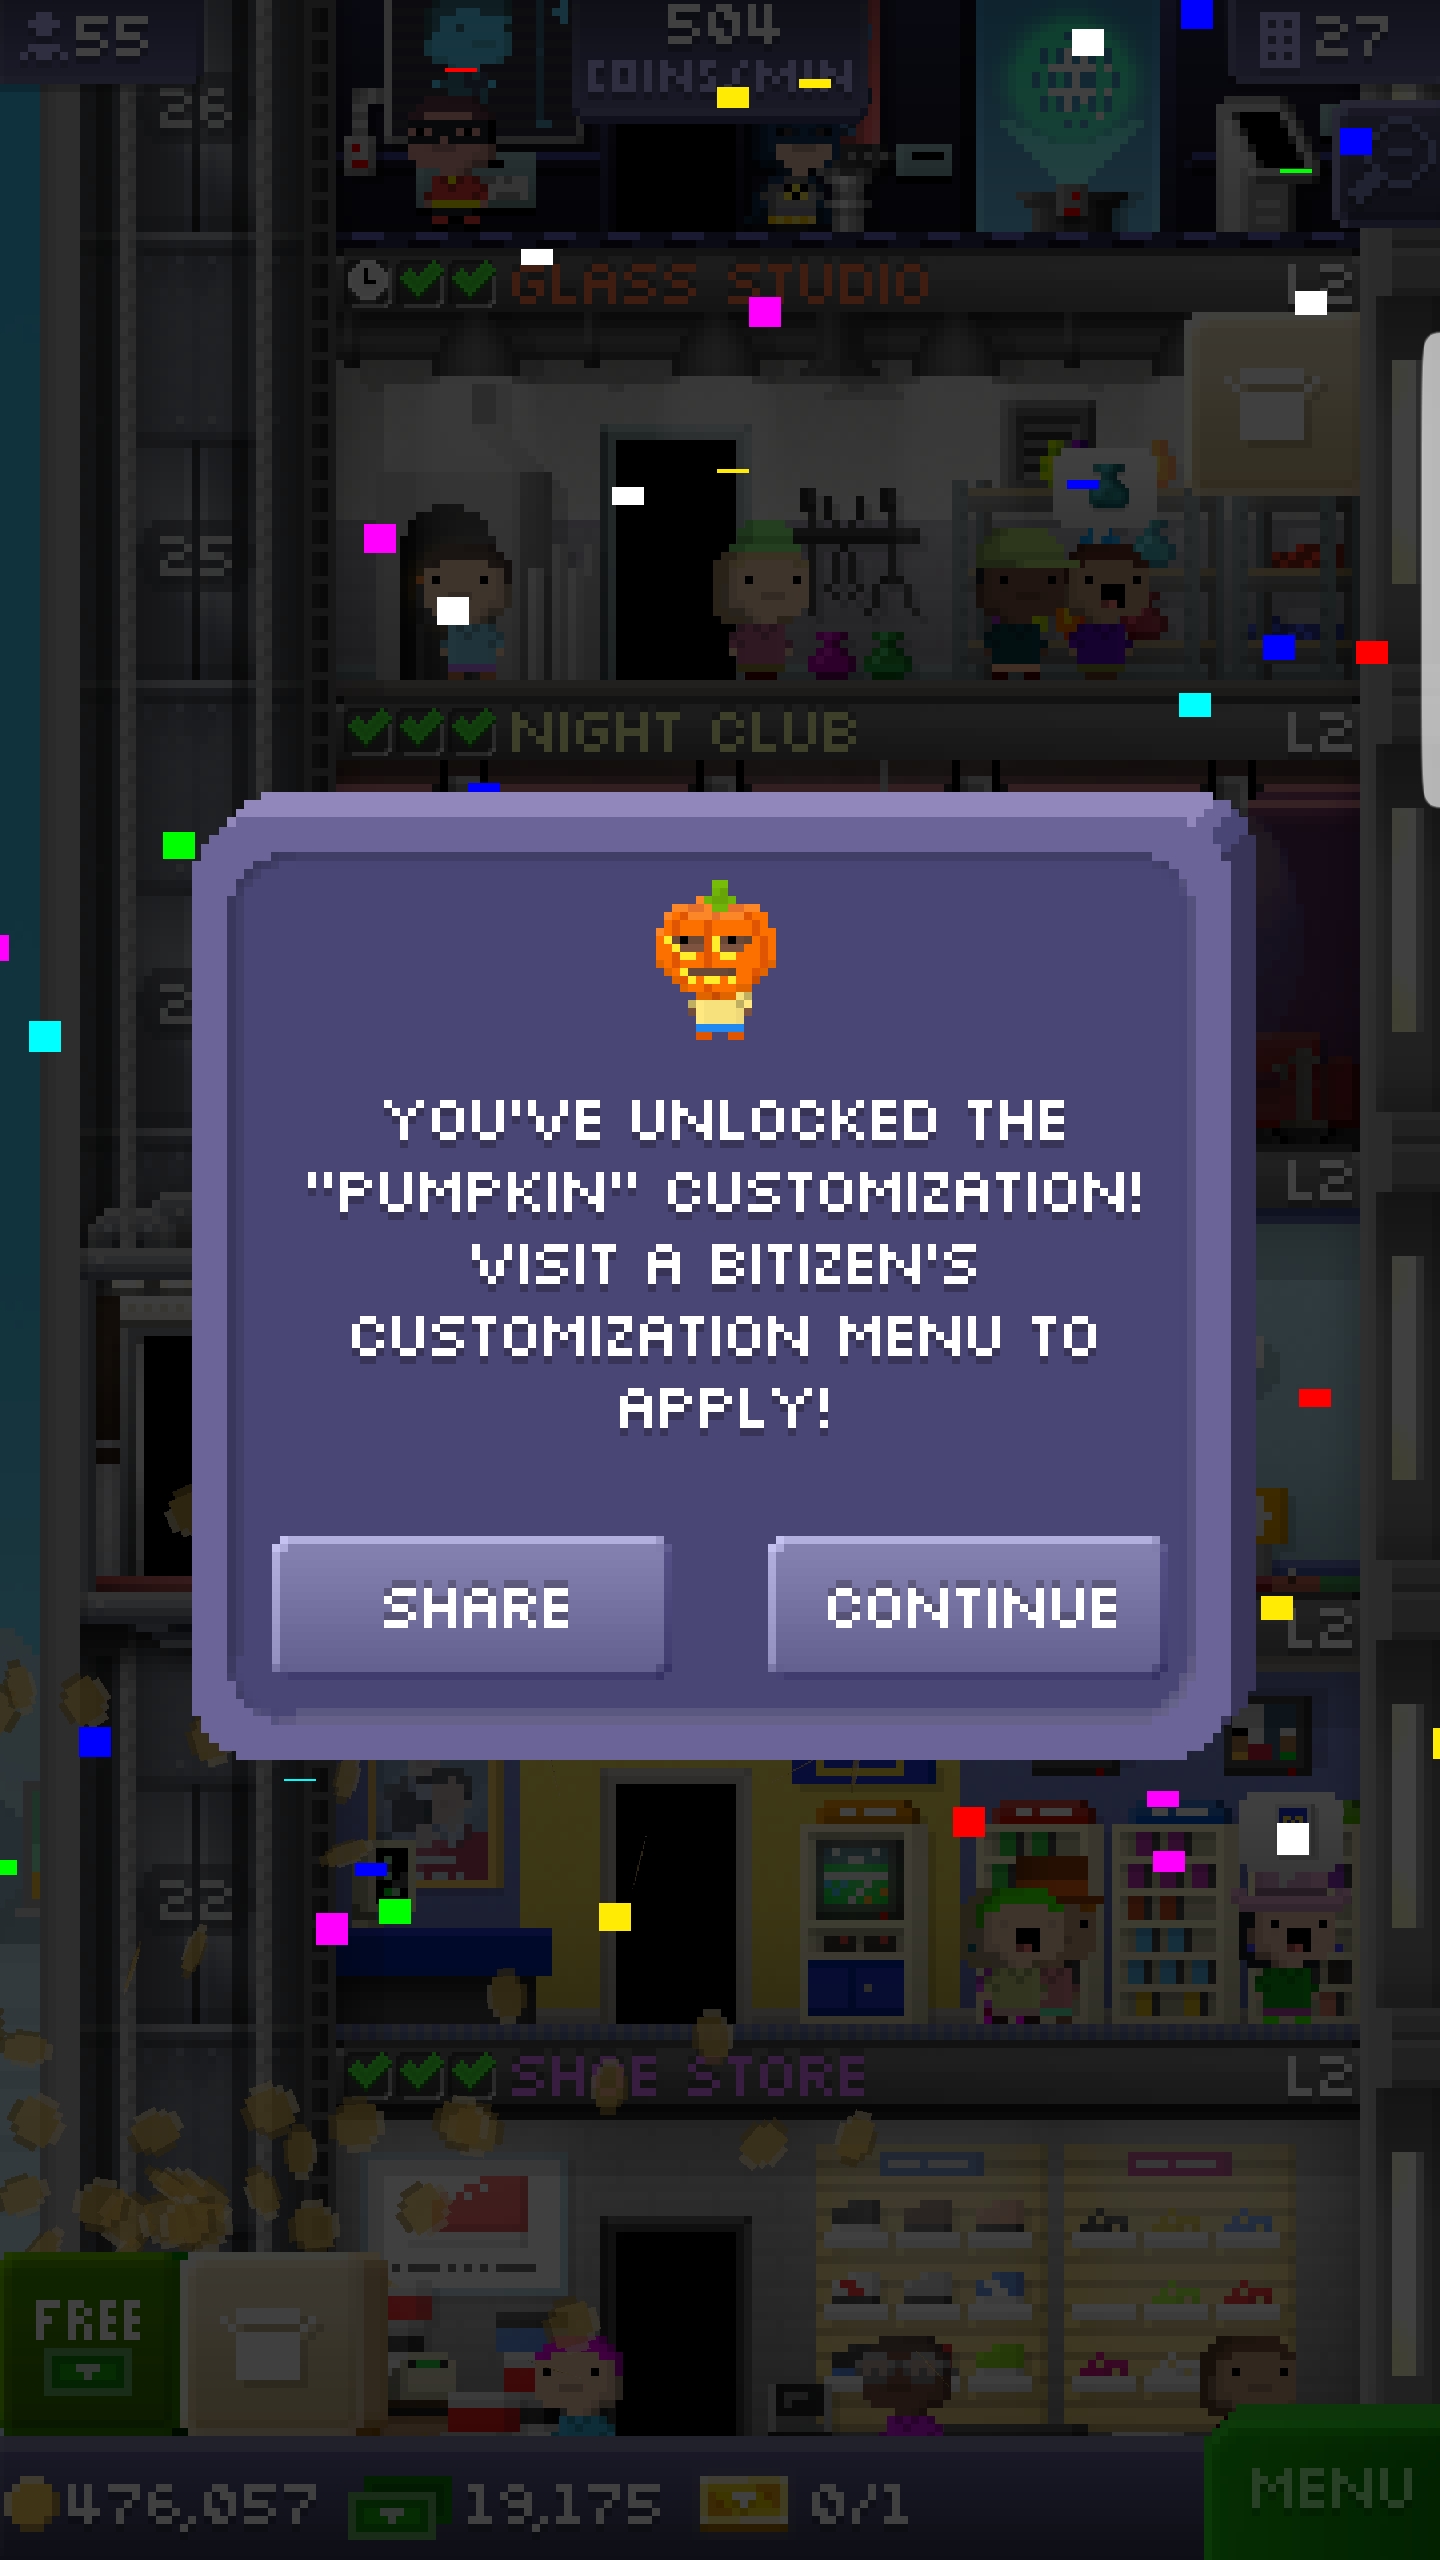 55
504
COINS/MIN
27
26
GLASS STUDIO
L2
25
NIGHT CLUB
L2
L2
YOU'VE UNLOCKED THE
"PUMPKIN" CUSTOMIZATION!
VISIT A BITIZEN'S
CUSTOMIZATION MENU TO
APPLY!
SHARE
CONTINUE
L2
22
SHOE STORE
L2
FREE
476,057
19,175
0/1
MENU